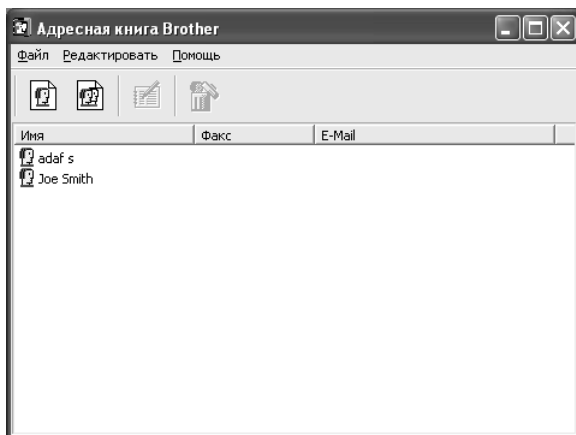 Адресная книга Brother
Файл Редактировать Помощь
Имя Факс E-Mail
adaf s
Joe Smith